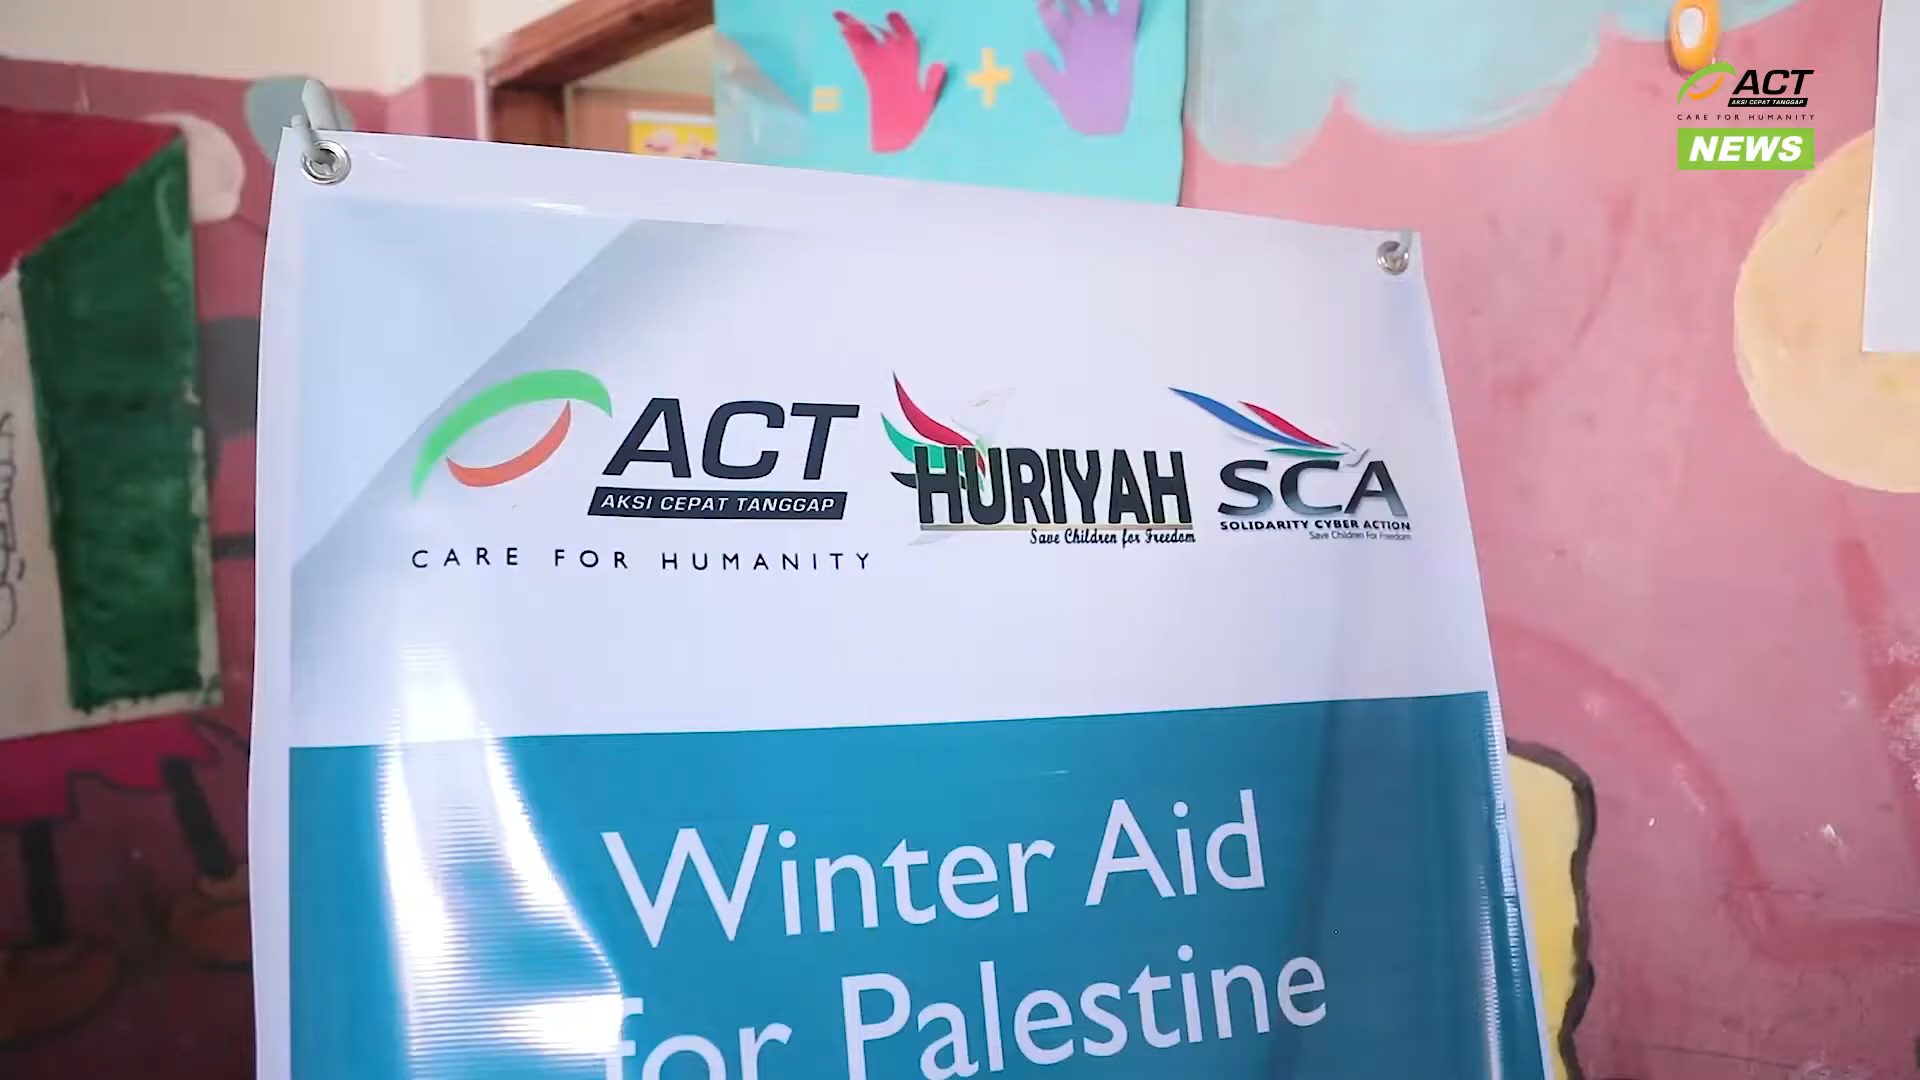 ACT
AKSI CEPAT TANGGAP
CARE FOR HUMANITY
NEWS
= +
ACT
AKSI CEPAT TANGGAP
CARE FOR HUMANITY
HURIYAH
Save Children for Freedom
SCA
SOLIDARITY CYBER ACTION
Save Children For Freedom
Winter Aid
for Palestine